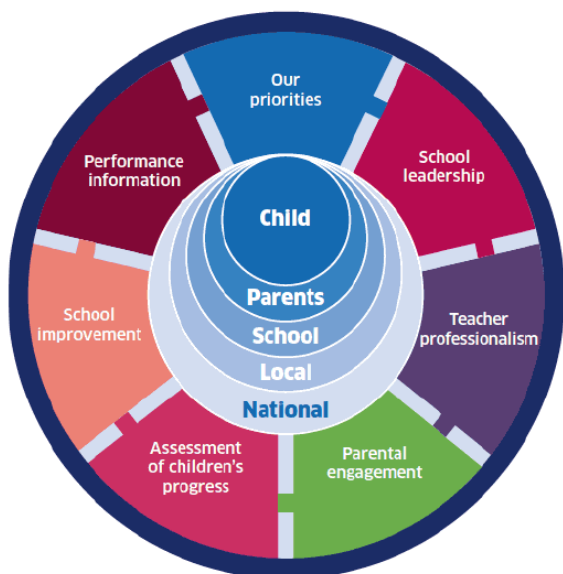 Our
priorities
School
leadership
Teacher
professionalism
Parental
engagement
Assessment
of children's
progress
School
improvement
Performance
information
Child
Parents
School
Local
National